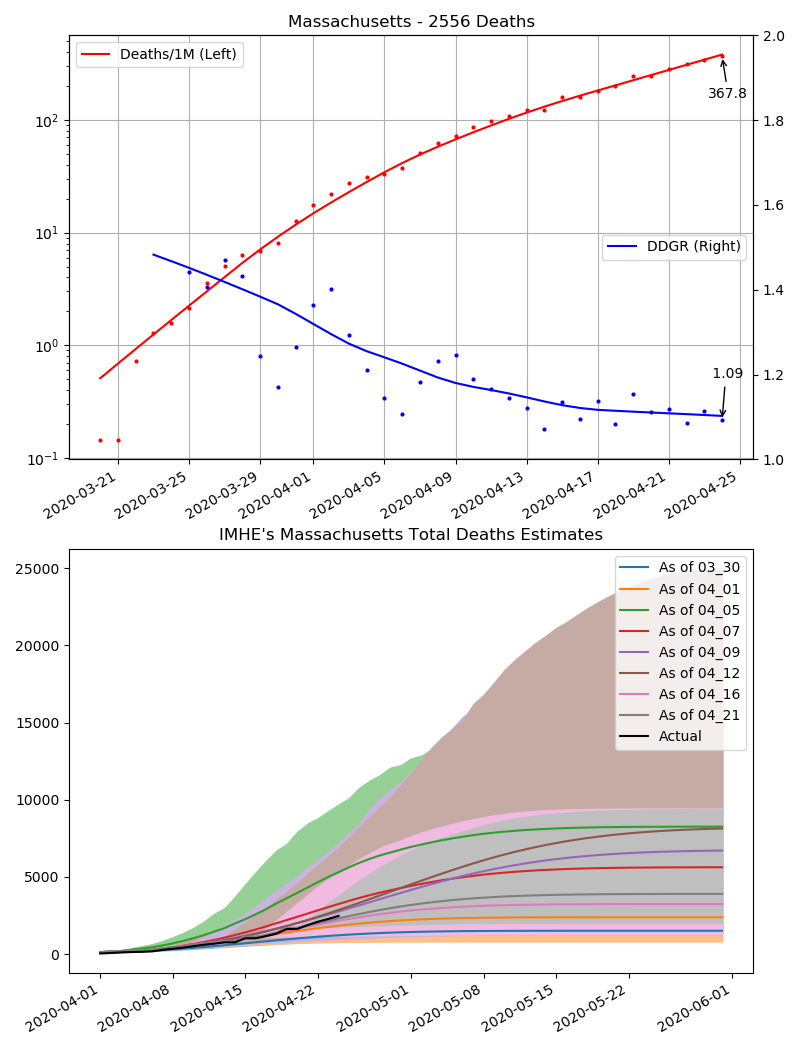 Massachusetts - 2556 Deaths
Deaths/1M (Left)
DDGR (Right)
367.8
1.09
10²
10¹
10⁰
10⁻¹
2.0
1.8
1.6
1.4
1.2
1.0
2020-03-21
2020-03-25
2020-03-29
2020-04-01
2020-04-05
2020-04-09
2020-04-13
2020-04-17
2020-04-21
2020-04-25
IMHE's Massachusetts Total Deaths Estimates
25000
20000
15000
10000
5000
0
As of 03_30
As of 04_01
As of 04_05
As of 04_07
As of 04_09
As of 04_12
As of 04_16
As of 04_21
Actual
2020-04-01
2020-04-08
2020-04-15
2020-04-22
2020-05-01
2020-05-08
2020-05-15
2020-05-22
2020-06-01